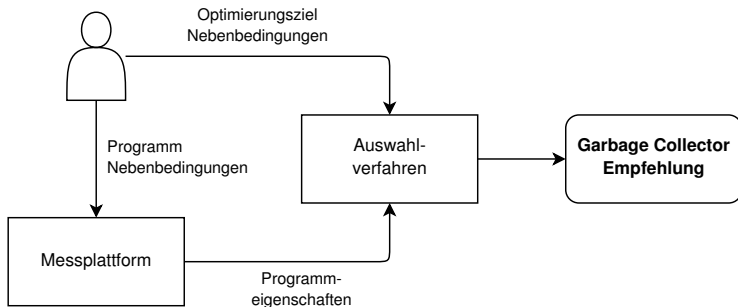 Optimierungsziel
Nebenbedingungen
Programm
Nebenbedingungen
Auswahl-
verfahren
Garbage Collector
Empfehlung
Messplattform
Programm-
eigenschaften